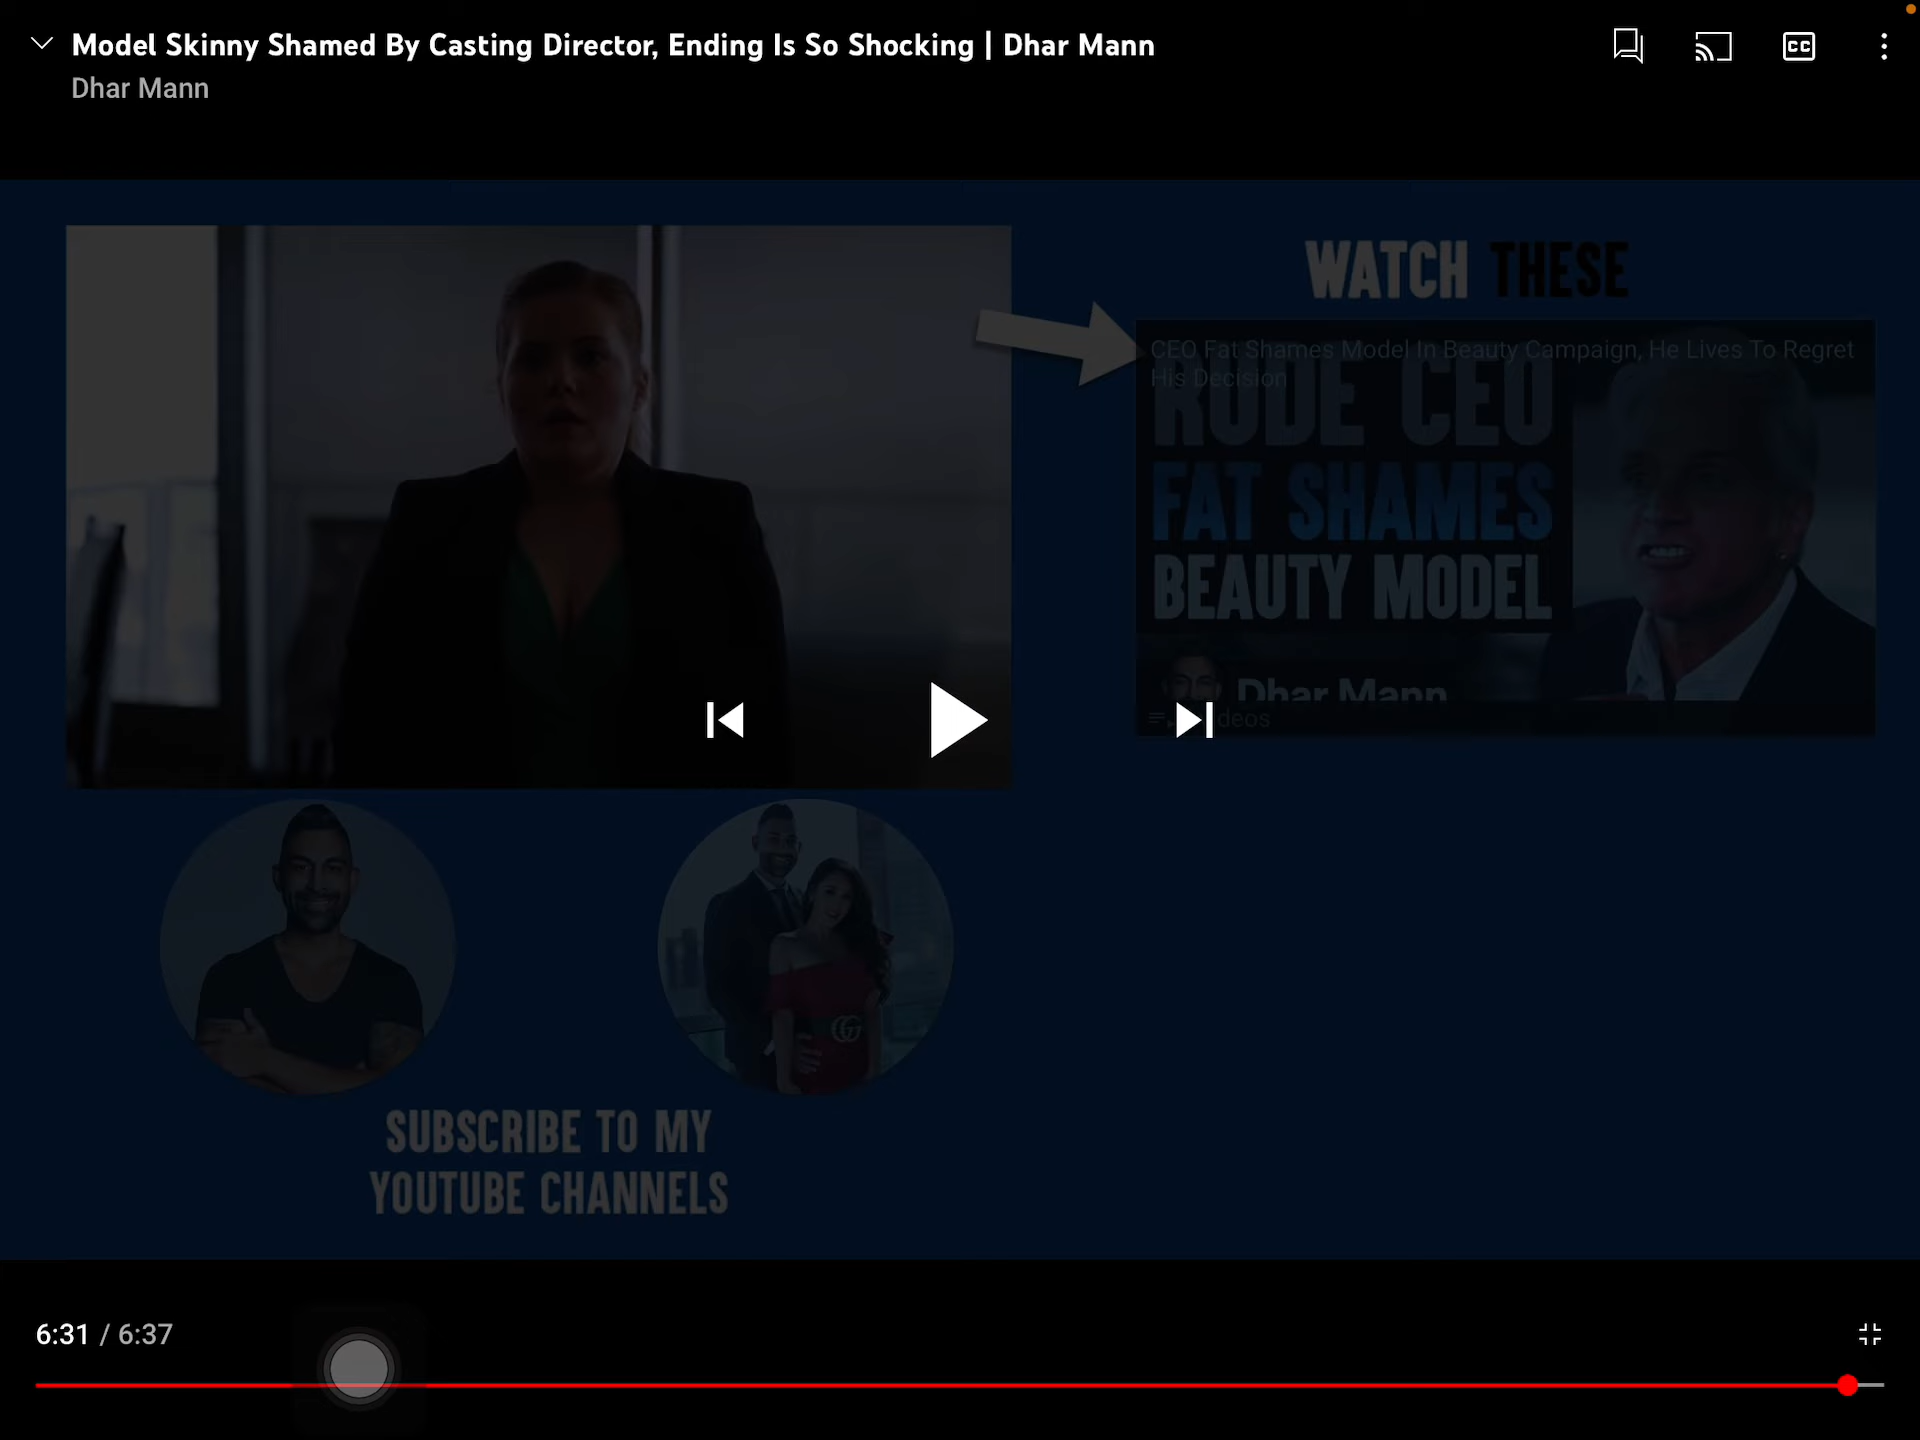 Model Skinny Shamed By Casting Director, Ending Is So Shocking | Dhar Mann
Dhar Mann
CC
WATCH THESE
CEO Fat Shames Model In Beauty Campaign, He Lives To Regret
His Decision
RUDE CEO
FAT SHAMES
BEAUTY MODEL
Dhar Mann
SUBSCRIBE TO MY
YOUTUBE CHANNELS
6:31 / 6:37